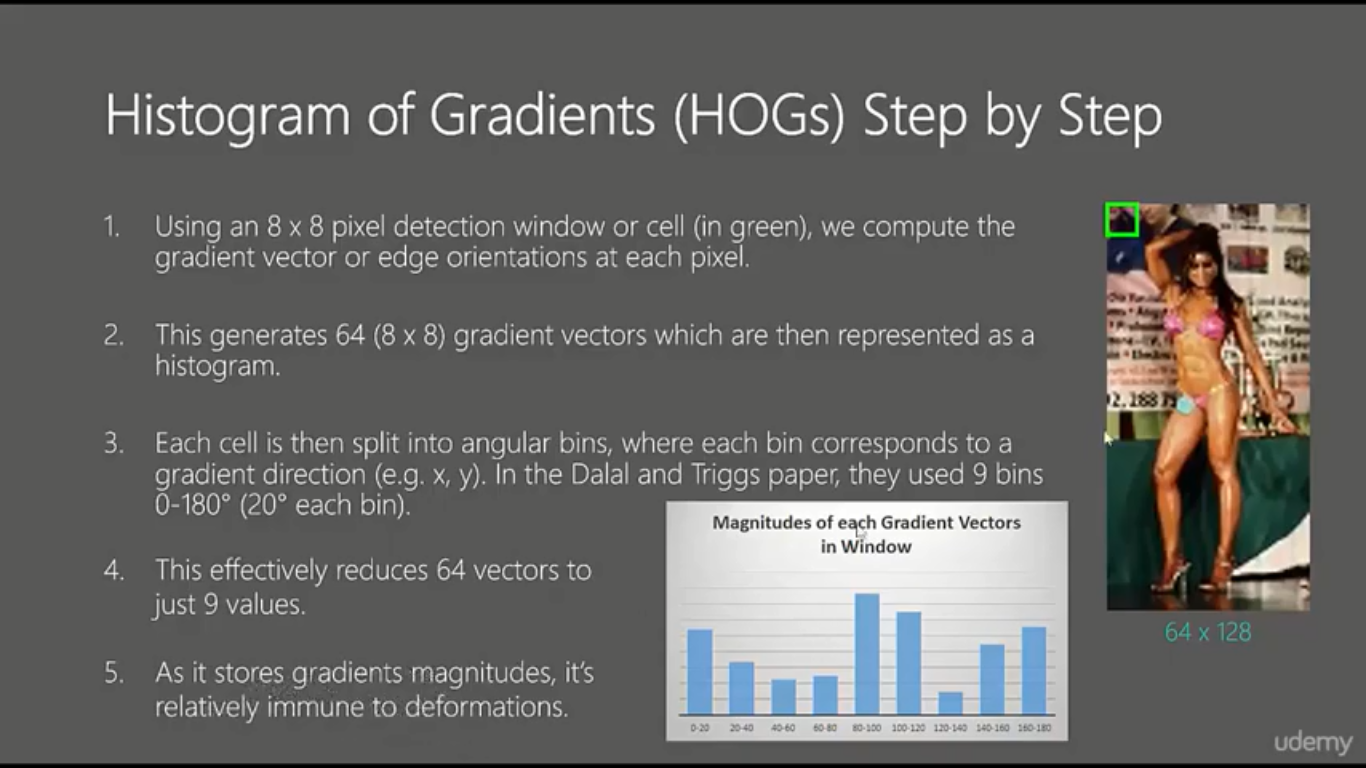 Histogram of Gradients (HOGs) Step by Step
1. Using an 8 x 8 pixel detection window or cell (in green), we compute the
gradient vector or edge orientations at each pixel.
2. This generates 64 (8 x 8) gradient vectors which are then represented as a
histogram.
3. Each cell is then split into angular bins, where each bin corresponds to a
gradient direction (e.g. x, y). In the Dalal and Triggs paper, they used 9 bins
0-180° (20° each bin).
4. This effectively reduces 64 vectors to
just 9 values.
5. As it stores gradients magnitudes, it's
relatively immune to deformations.
Magnitudes of each Gradient Vectors
in Window
0-20 20-40 40-60 60-80 80-100 100-120 120-140 140-160 160-180
64 x 128
udemy